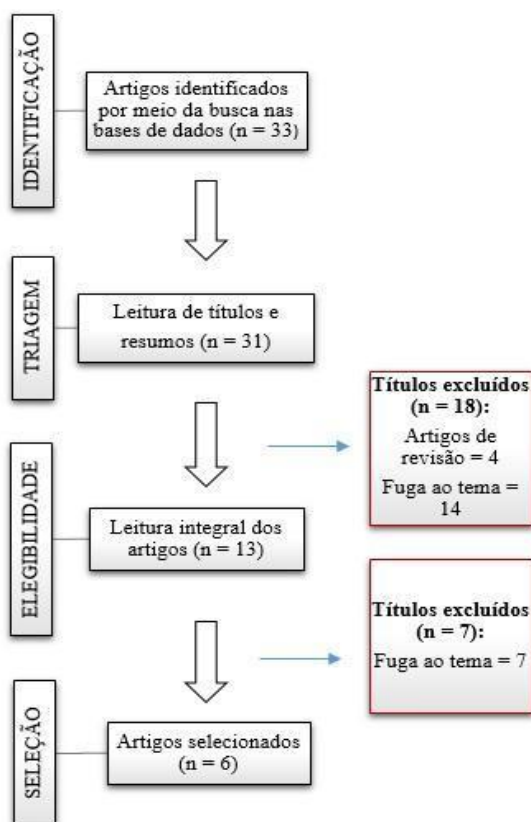 IDENTIFICAÇÃO
Artigos identificados
por meio da busca nas
bases de dados (n = 33)
TRIAGEM
Leitura de títulos e
resumos (n = 31)
Títulos excluídos
(n = 18):
Artigos de
revisão = 4
Fuga ao tema =
14
ELEGIBILIDADE
Leitura integral dos
artigos (n = 13)
Títulos excluídos
(n = 7):
Fuga ao tema = 7
SELEÇÃO
Artigos selecionados
(n = 6)